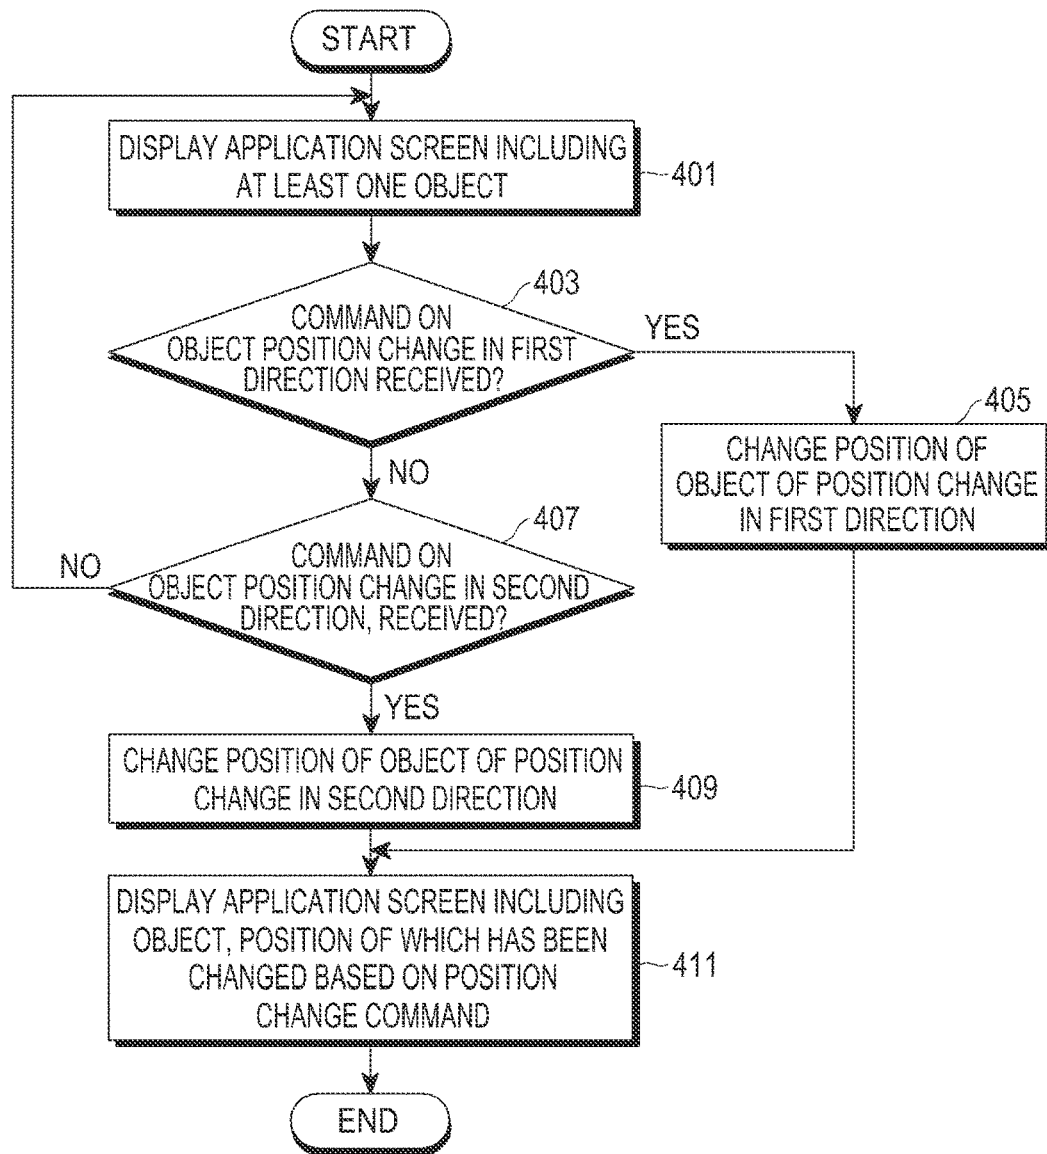 START
DISPLAY APPLICATION SCREEN INCLUDING
AT LEAST ONE OBJECT
401
403
COMMAND ON
OBJECT POSITION CHANGE IN FIRST
DIRECTION RECEIVED?
YES
405
CHANGE POSITION OF
OBJECT OF POSITION CHANGE
IN FIRST DIRECTION
NO
407
COMMAND ON
OBJECT POSITION CHANGE IN SECOND
DIRECTION, RECEIVED?
NO
YES
CHANGE POSITION OF OBJECT OF POSITION
CHANGE IN SECOND DIRECTION
409
DISPLAY APPLICATION SCREEN INCLUDING
OBJECT, POSITION OF WHICH HAS BEEN
CHANGED BASED ON POSITION
CHANGE COMMAND
411
END